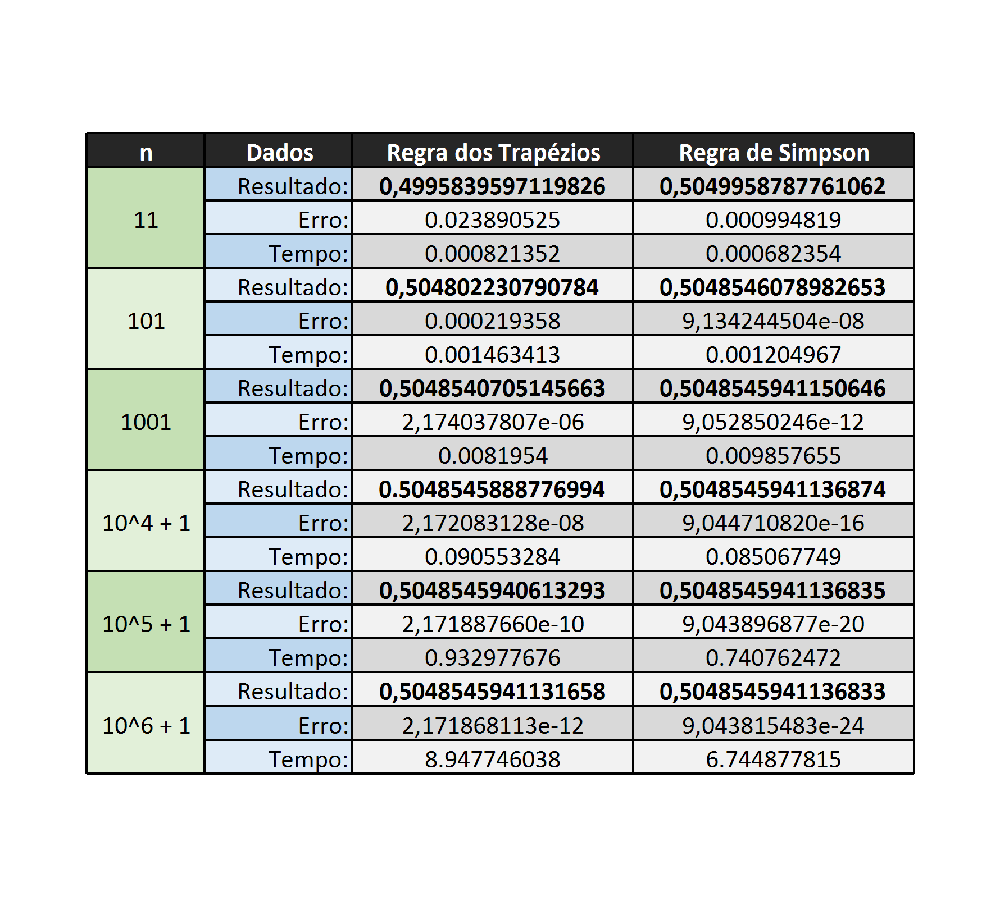 n Dados Regra dos Trapézios Regra de Simpson
11
Resultado: 0,4995839597119826 0,5049958787761062
Erro: 0.023890525 0.000994819
Tempo: 0.000821352 0.000682354
101
Resultado: 0,504802230790784 0,5048546078982653
Erro: 0.000219358 9,134244504e-08
Tempo: 0.001463413 0.001204967
1001
Resultado: 0,5048540705145663 0,5048545941150646
Erro: 2,174037807e-06 9,052850246e-12
Tempo: 0.0081954 0.009857655
10^4 + 1
Resultado: 0.5048545888776994 0,5048545941136874
Erro: 2,172083128e-08 9,044710820e-16
Tempo: 0.090553284 0.085067749
10^5 + 1
Resultado: 0,5048545940613293 0,5048545941136835
Erro: 2,171887660e-10 9,043896877e-20
Tempo: 0.932977676 0.740762472
10^6 + 1
Resultado: 0,5048545941131658 0,5048545941136833
Erro: 2,171868113e-12 9,043815483e-24
Tempo: 8.947746038 6.744877815